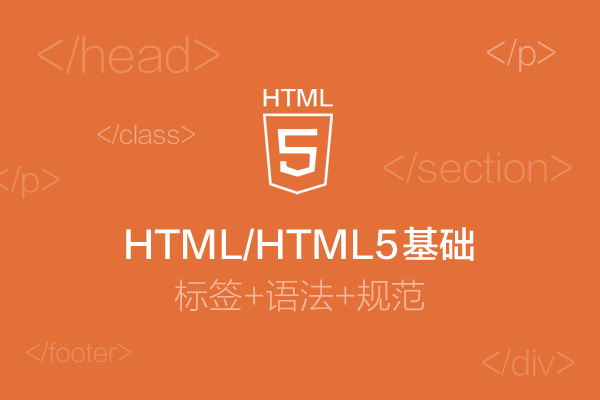 </head>
</p>
HTML
5
</class>
</section>
</p>
HTML/HTML5基础
标签+语法+规范
</footer>
</div>